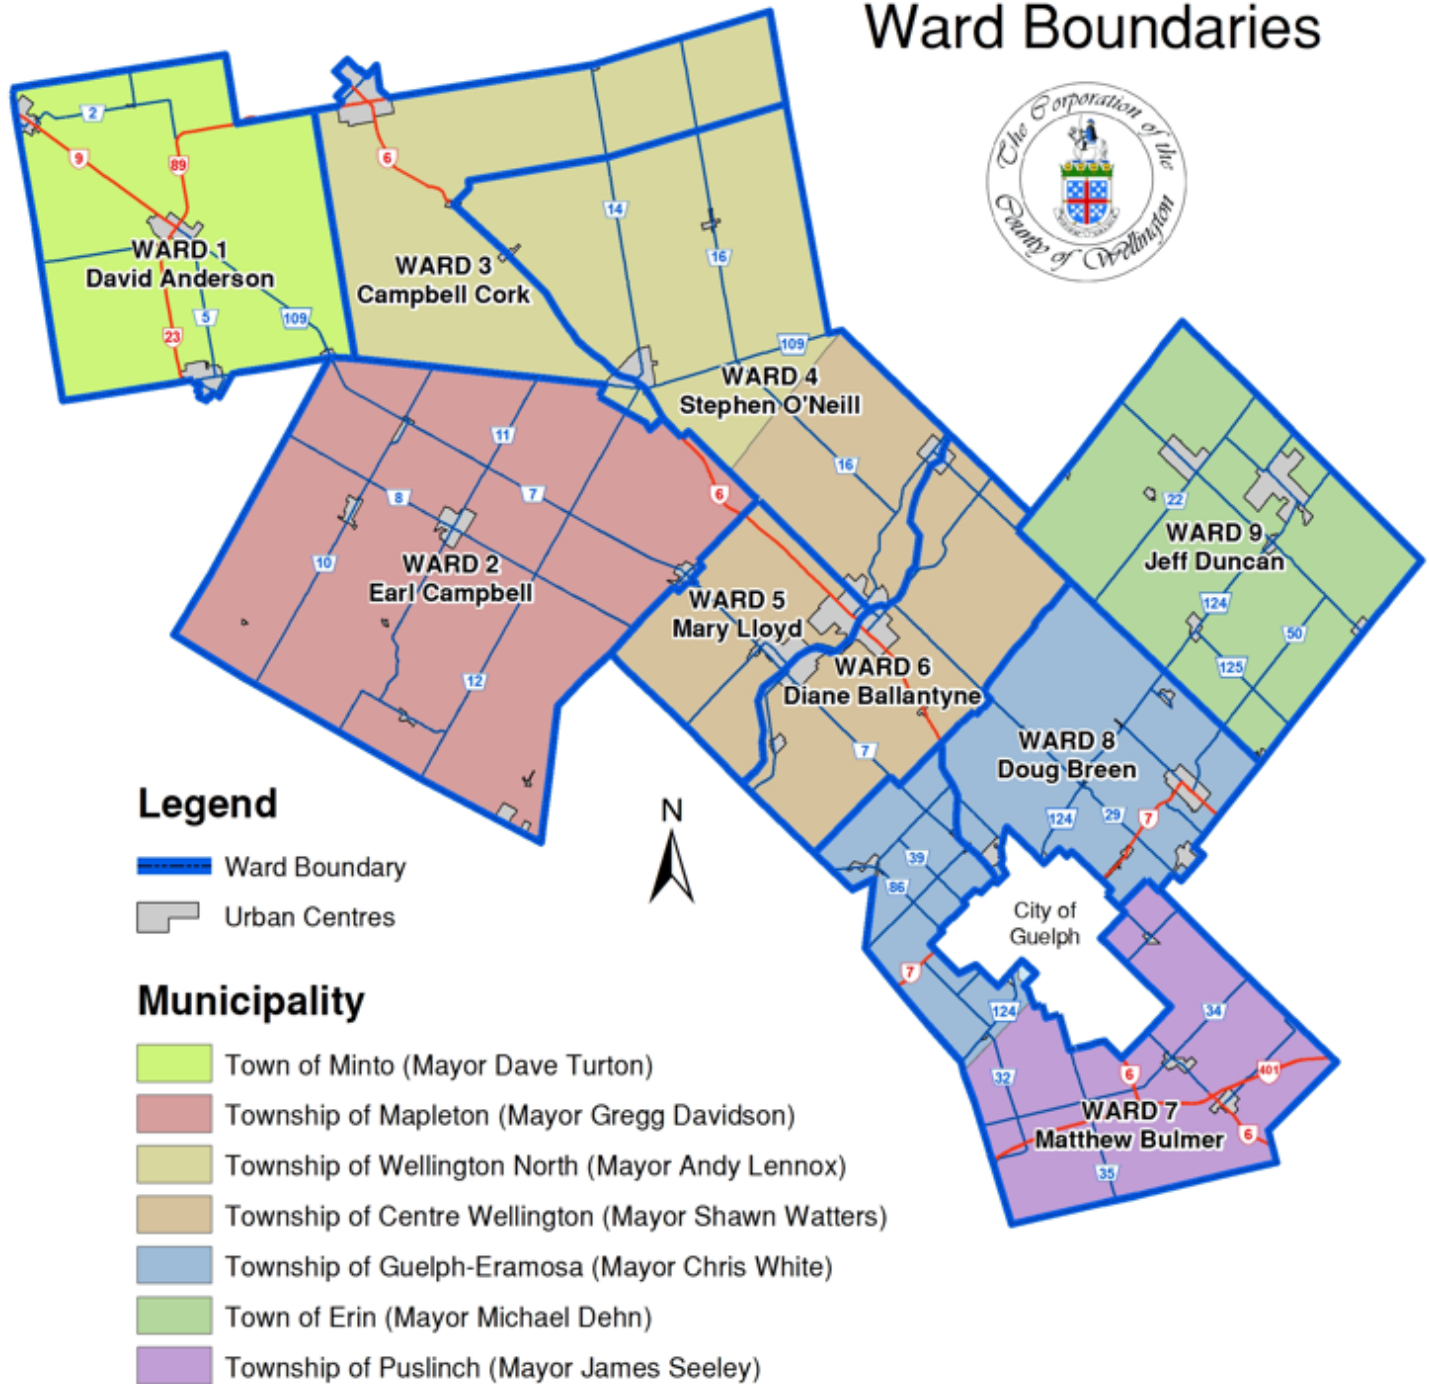 Ward Boundaries
The Corporation of the
County of Wellington
2
9
89
6
14
16
WARD 1
David Anderson
WARD 3
Campbell Cork
5
109
23
109
WARD 4
Stephen O'Neill
11
16
8
7
6
22
WARD 9
Jeff Duncan
10
WARD 2
Earl Campbell
WARD 5
Mary Lloyd
124
50
125
12
WARD 6
Diane Ballantyne
7
WARD 8
Doug Breen
124
29
7
39
86
City of
Guelph
7
124
34
32
6
401
WARD 7
Matthew Bulmer
6
35
N
Legend
Ward Boundary
Urban Centres
Municipality
Town of Minto (Mayor Dave Turton)
Township of Mapleton (Mayor Gregg Davidson)
Township of Wellington North (Mayor Andy Lennox)
Township of Centre Wellington (Mayor Shawn Watters)
Township of Guelph-Eramosa (Mayor Chris White)
Town of Erin (Mayor Michael Dehn)
Township of Puslinch (Mayor James Seeley)